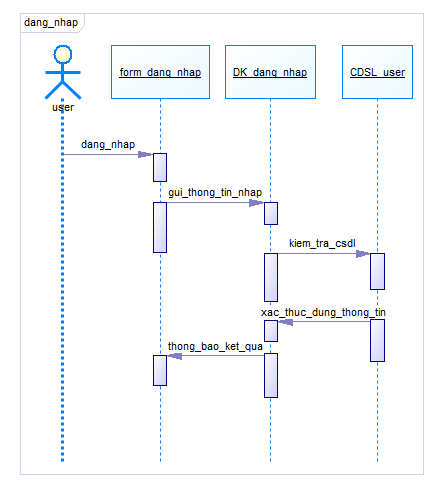 dang_nhap
form_dang_nhap
DK_dang_nhap
CDSL_user
user
dang_nhap
gui_thong_tin_nhap
kiem_tra_csdl
xac_thuc_dung_thong_tin
thong_bao_ket_qua